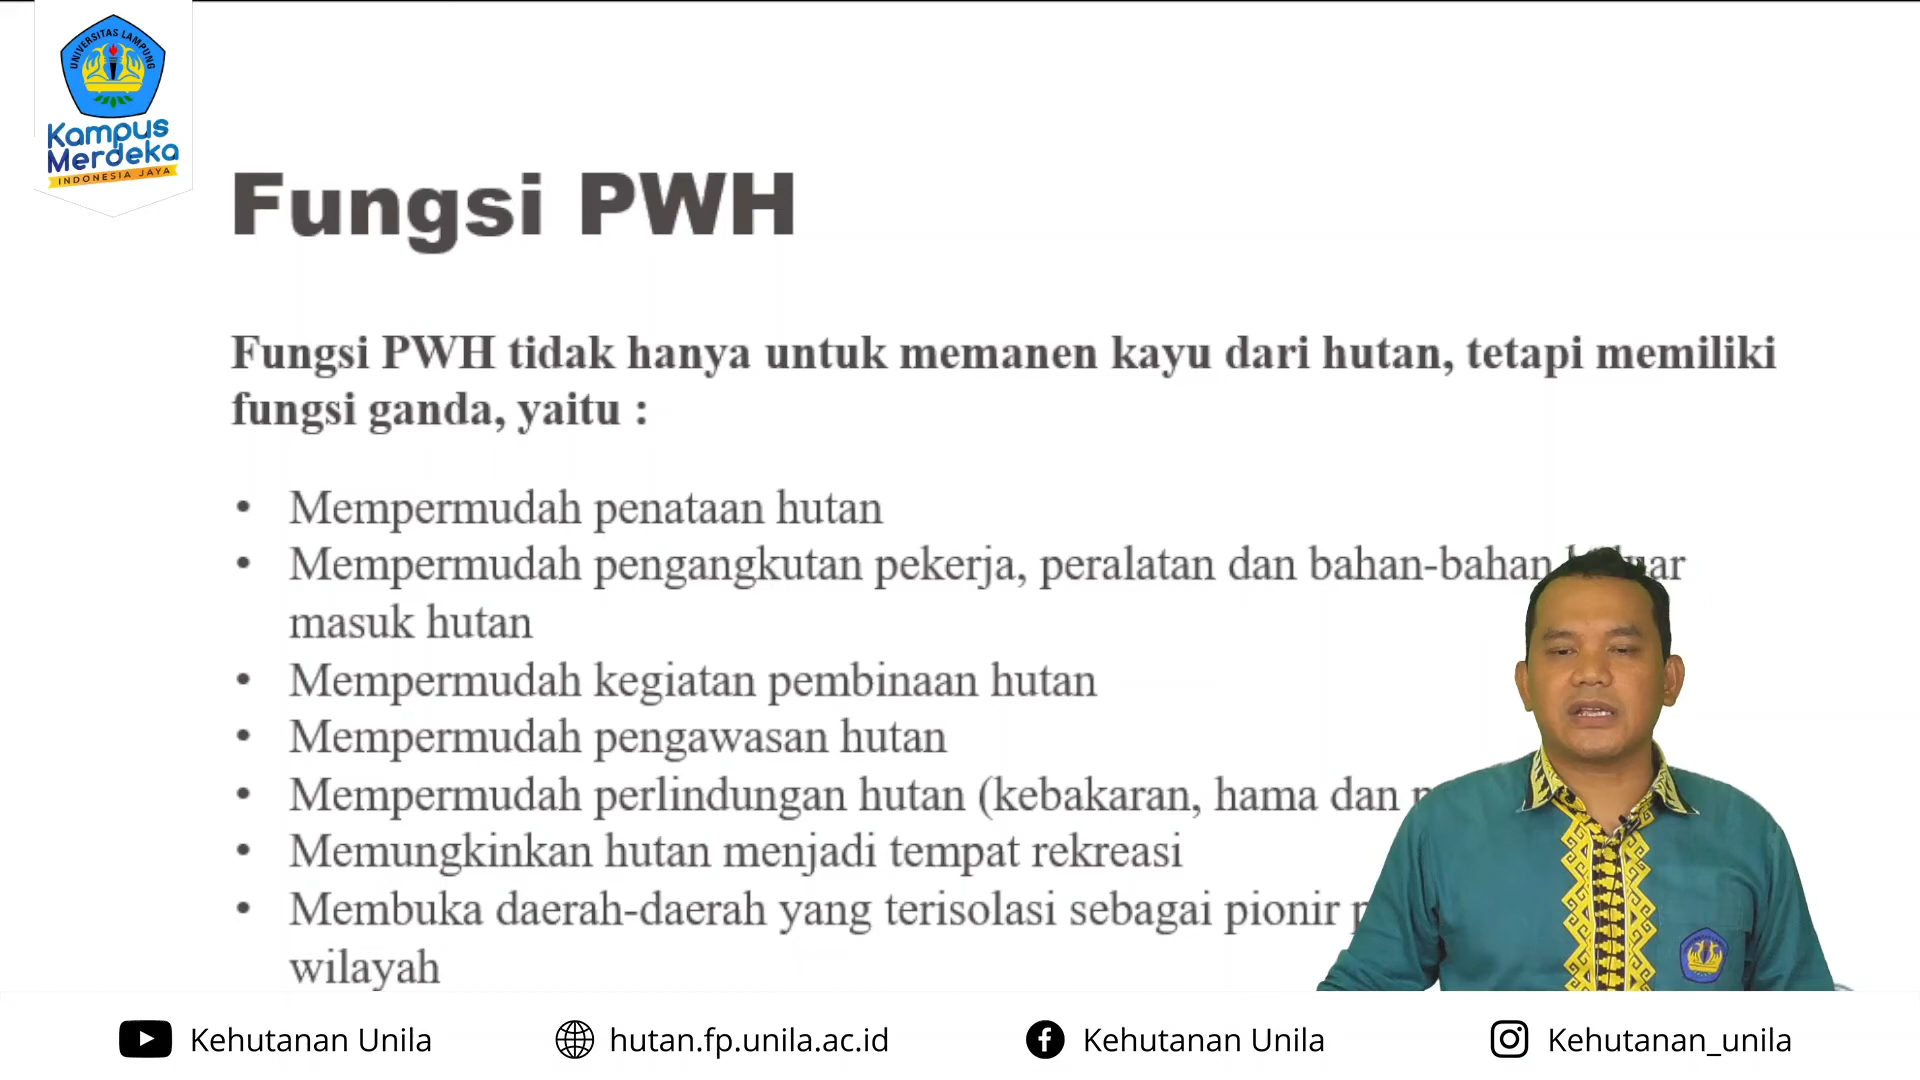 UNIVERSITAS LAMPUNG
Kampus
Merdeka
INDONESIA JAYA
Fungsi PWH
Fungsi PWH tidak hanya untuk memanen kayu dari hutan, tetapi memiliki
fungsi ganda, yaitu :
• Mempermudah penataan hutan
• Mempermudah pengangkutan pekerja, peralatan dan bahan-bahan
masuk hutan
• Mempermudah kegiatan pembinaan hutan
• Mempermudah pengawasan hutan
• Mempermudah perlindungan hutan (kebakaran, hama dan
• Memungkinkan hutan menjadi tempat rekreasi
• Membuka daerah-daerah yang terisolasi sebagai pionir
wilayah
Kehutanan Unila
hutan.fp.unila.ac.id
Kehutanan Unila
Kehutanan_unila